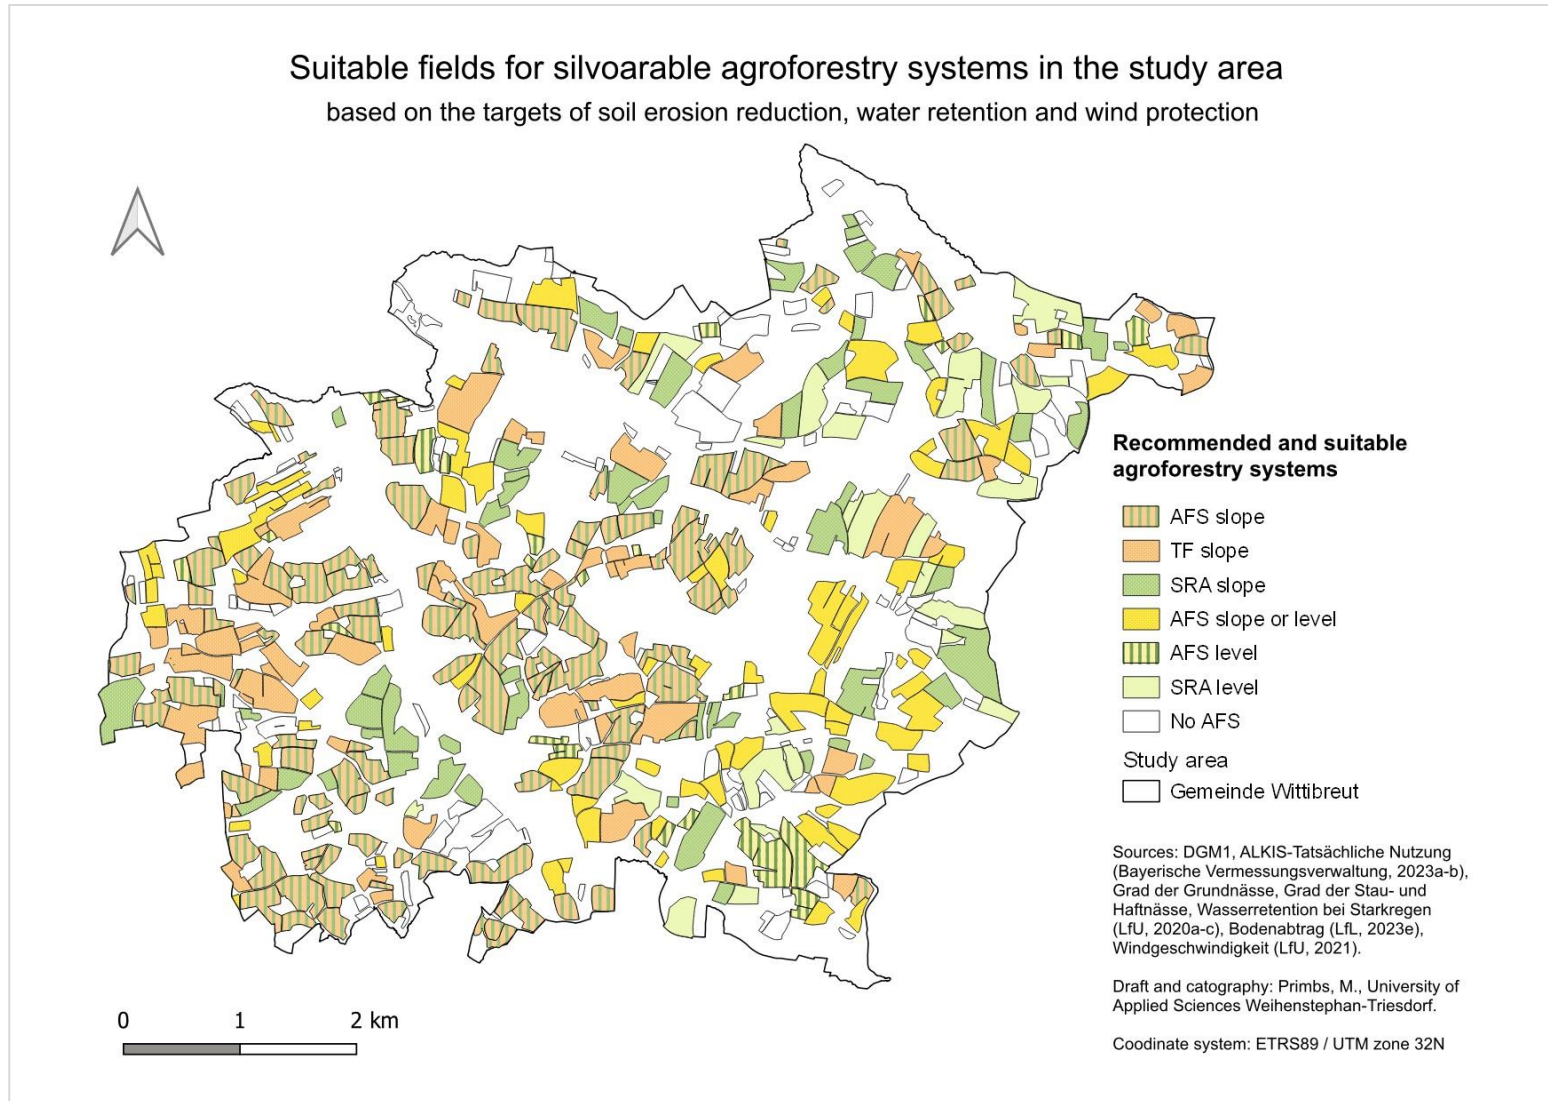 Suitable fields for silvoarable agroforestry systems in the study area
based on the targets of soil erosion reduction, water retention and wind protection
Recommended and suitable
agroforestry systems
AFS slope
TF slope
SRA slope
AFS slope or level
AFS level
SRA level
No AFS
Study area
Gemeinde Wittibreut
Sources: DGM1, ALKIS-Tatsächliche Nutzung
(Bayerische Vermessungsverwaltung, 2023a-b),
Grad der Grundnässe, Grad der Stau- und
Haftnässe, Wasserretention bei Starkregen
(LfU, 2020a-c), Bodenabtrag (LfL, 2023e),
Windgeschwindigkeit (LfU, 2021).
Draft and catography: Primbs, M., University of
Applied Sciences Weihenstephan-Triesdorf.
Coodinate system: ETRS89 / UTM zone 32N
0 1 2 km